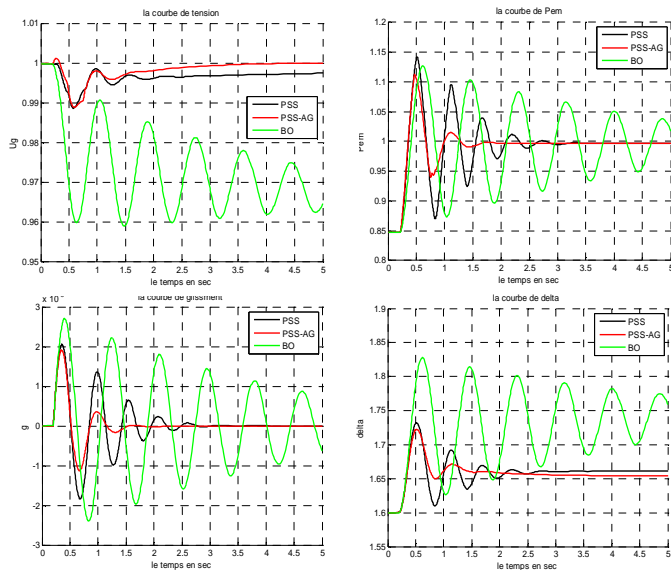 la courbe de tension
Ug
1.01
1
0.99
0.98
0.97
0.96
0.95
0 0.5 1 1.5 2 2.5 3 3.5 4 4.5 5
le temps en sec
PSS
PSS-AG
BO
la courbe de Pem
Pem
1.2
1.15
1.1
1.05
1
0.95
0.9
0.85
0.8
0 0.5 1 1.5 2 2.5 3 3.5 4 4.5 5
le temps en sec
PSS
PSS-AG
BO
x 10
la courbe de glissment
g
3
2
1
0
-1
-2
-3
0 0.5 1 1.5 2 2.5 3 3.5 4 4.5 5
le temps en sec
PSS
PSS-AG
BO
la courbe de delta
delta
1.9
1.85
1.8
1.75
1.7
1.65
1.6
1.55
0 0.5 1 1.5 2 2.5 3 3.5 4 4.5 5
le temps en sec
PSS
PSS-AG
BO